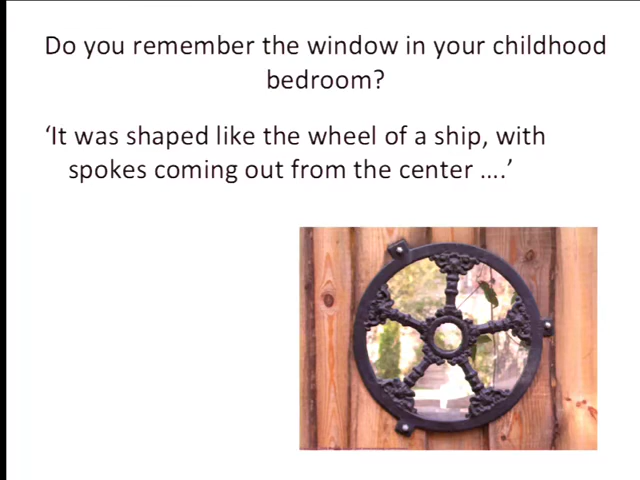 Do you remember the window in your childhood
bedroom?
‘It was shaped like the wheel of a ship, with
spokes coming out from the center ….’